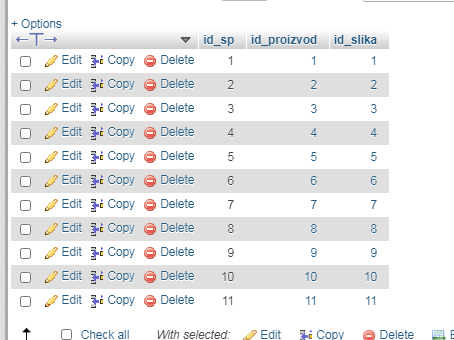 + Options
←T→ id_sp id_proizvod id_slika
Edit Copy Delete 1 1 1
Edit Copy Delete 2 2 2
Edit Copy Delete 3 3 3
Edit Copy Delete 4 4 4
Edit Copy Delete 5 5 5
Edit Copy Delete 6 6 6
Edit Copy Delete 7 7 7
Edit Copy Delete 8 8 8
Edit Copy Delete 9 9 9
Edit Copy Delete 10 10 10
Edit Copy Delete 11 11 11
Check all With selected: Edit Copy Delete